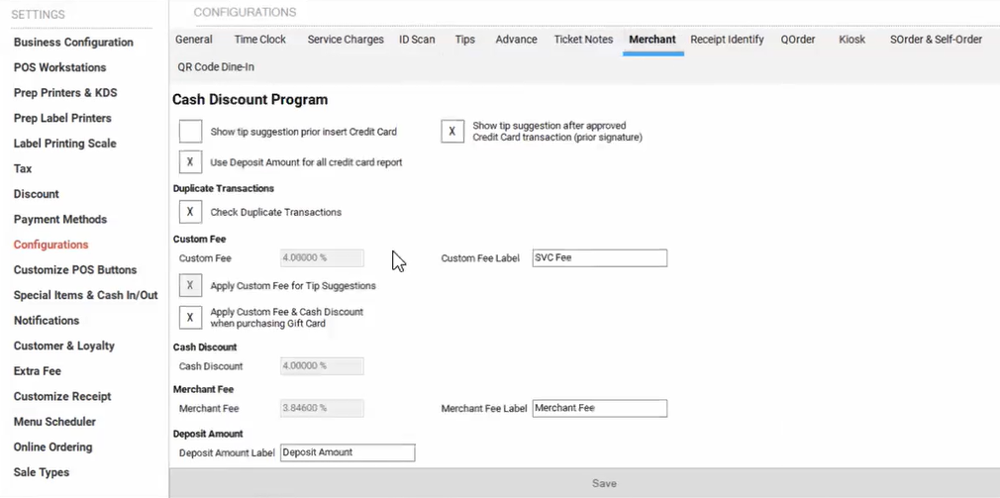 SETTINGS
Business Configuration
POS Workstations
Prep Printers & KDS
Prep Label Printers
Label Printing Scale
Tax
Discount
Payment Methods
Configurations
Customize POS Buttons
Special Items & Cash In/Out
Notifications
Customer & Loyalty
Extra Fee
Customize Receipt
Menu Scheduler
Online Ordering
Sale Types
CONFIGURATIONS
General Time Clock Service Charges ID Scan Tips Advance Ticket Notes Merchant Receipt Identify QOrder Kiosk SOrder & Self-Order
QR Code Dine-In
Cash Discount Program
Show tip suggestion prior insert Credit Card
X Show tip suggestion after approved
Credit Card transaction (prior signature)
X Use Deposit Amount for all credit card report
Duplicate Transactions
X Check Duplicate Transactions
Custom Fee
Custom Fee 4.00000 % Custom Fee Label SVC Fee
X Apply Custom Fee for Tip Suggestions
X Apply Custom Fee & Cash Discount
when purchasing Gift Card
Cash Discount
Cash Discount 4.00000 %
Merchant Fee
Merchant Fee 3.84600 % Merchant Fee Label Merchant Fee
Deposit Amount
Deposit Amount Label Deposit Amount
Save